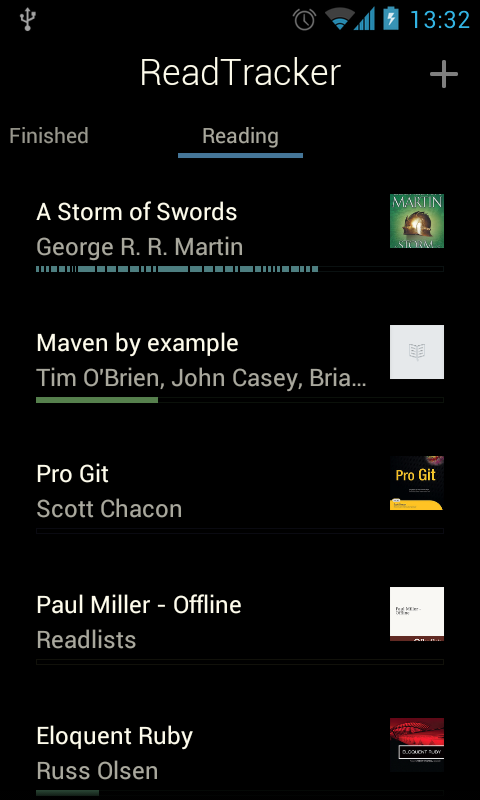 13:32
ReadTracker
Finished
Reading
A Storm of Swords
George R. R. Martin
MARTIN
STORM
Maven by example
Tim O'Brien, John Casey, Bria...
Pro Git
Scott Chacon
Pro Git
Paul Miller - Offline
Readlists
Paul Miller -
Offline
Eloquent Ruby
Russ Olsen
ELOQUENT RUBY